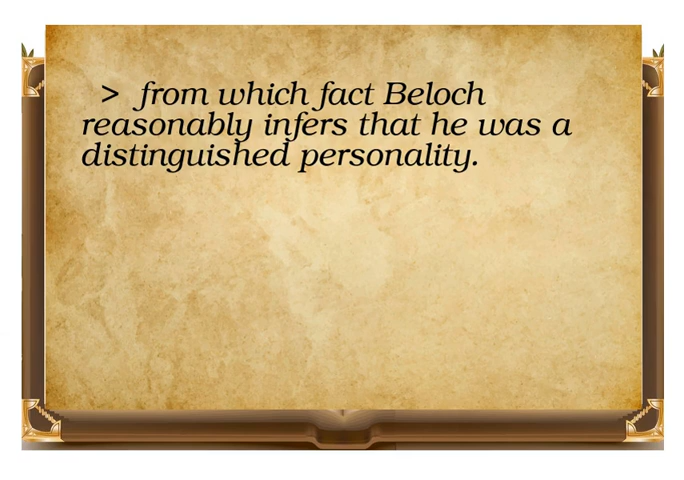 > from which fact Beloch
reasonably infers that he was a
distinguished personality.